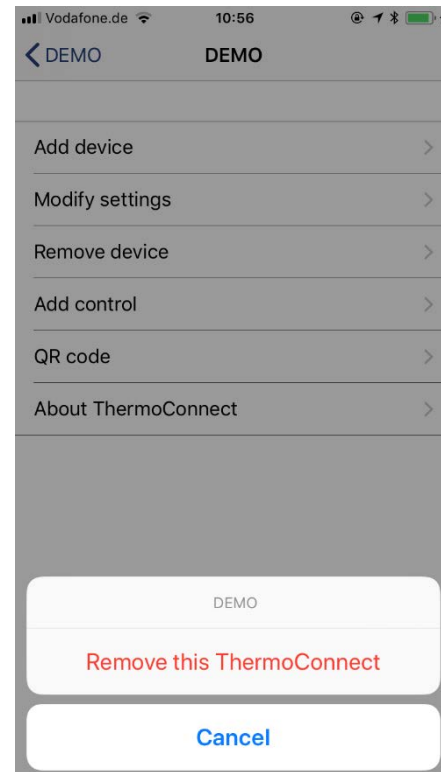 Vodafone.de 10:56
DEMO DEMO
Add device
Modify settings
Remove device
Add control
QR code
About ThermoConnect
DEMO
Remove this ThermoConnect
Cancel